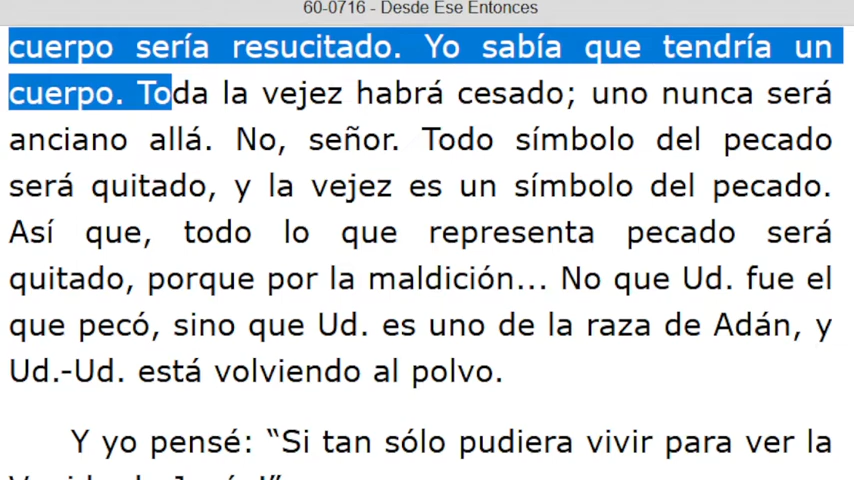 60-0716 - Desde Ese Entonces
cuerpo sería resucitado. Yo sabía que tendría un
cuerpo. Toda la vejez habrá cesado; uno nunca será
anciano allá. No, señor. Todo símbolo del pecado
será quitado, y la vejez es un símbolo del pecado.
Así que, todo lo que representa pecado será
quitado, porque por la maldición... No que Ud. fue el
que pecó, sino que Ud. es uno de la raza de Adán, y
Ud.-Ud. está volviendo al polvo.
Y yo pensé: “Si tan sólo pudiera vivir para ver la